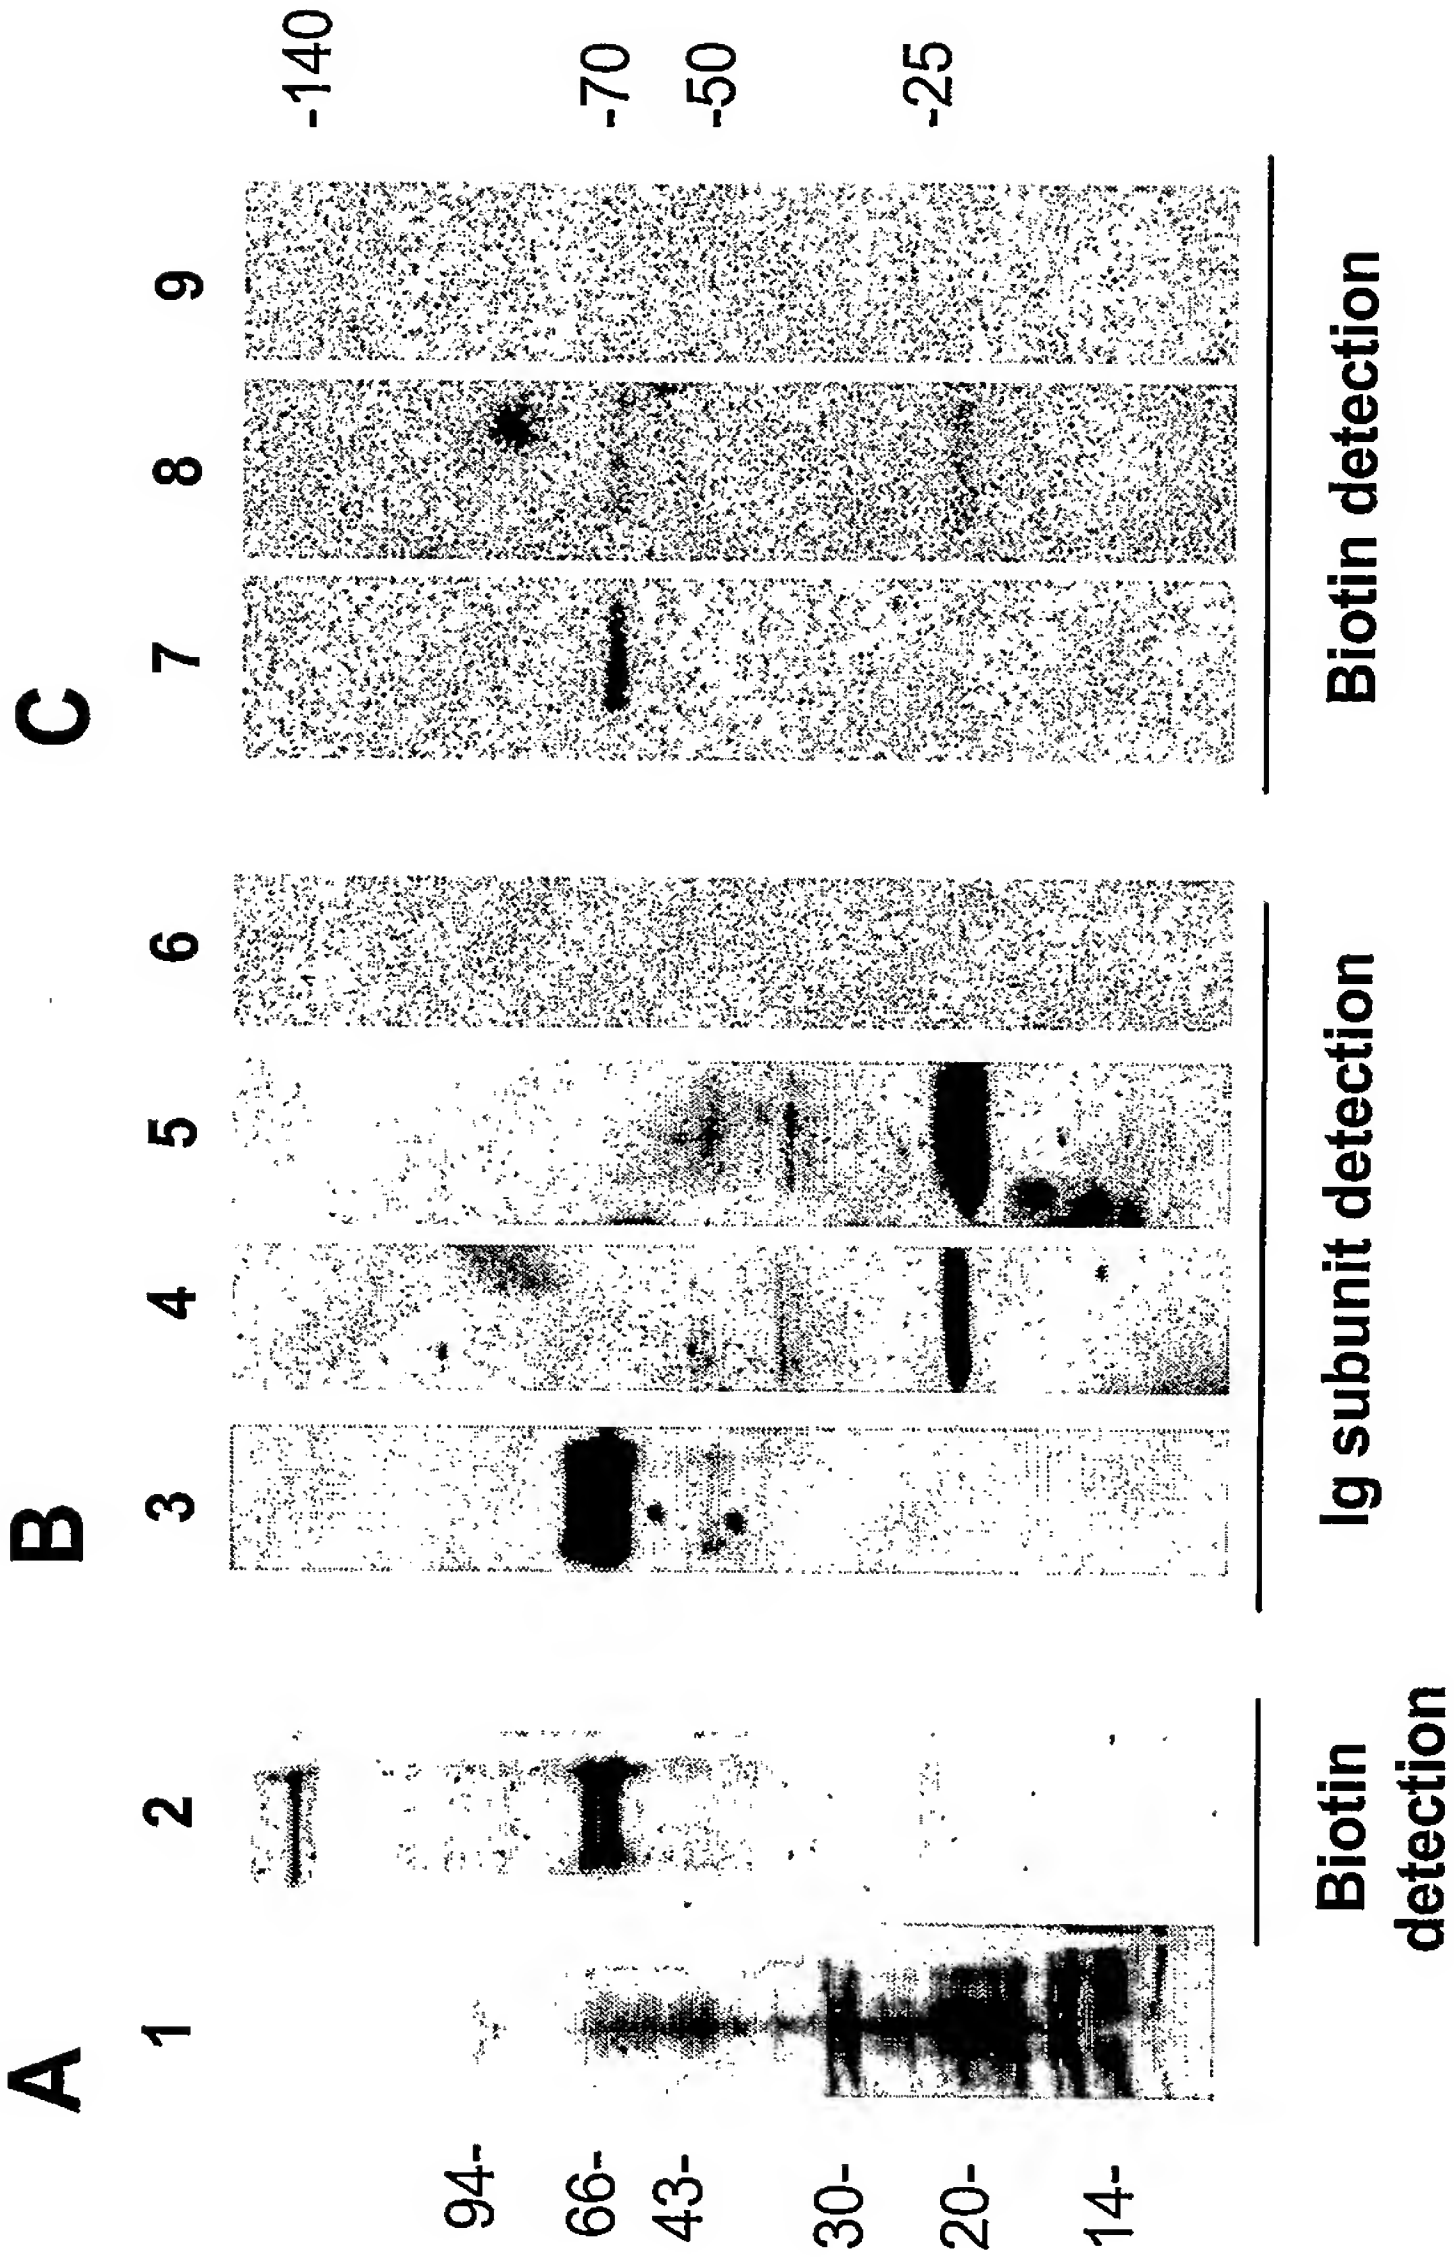 A B C
1 2 3 4 5 6 7 8 9
94-
66-
43-
30-
20-
14-
-140
-70
-50
-25
Biotin
detection
Ig subunit detection
Biotin detection